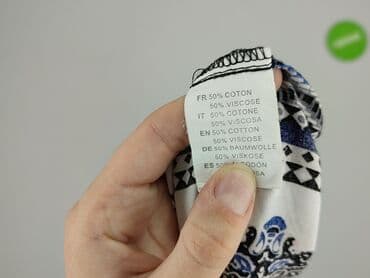 FR 50% COTON
50% VISCOSE
IT 50% COTONE
50% VISCOSA
EN 50% COTTON
50% VISCOSE
DE 50% BAUMWOLLE
50% VISKOSE
ES 50%